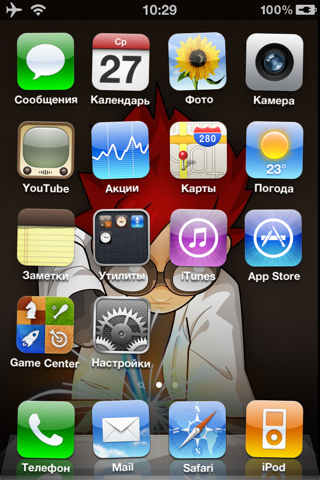 10:29 100%
Ср
27
Сообщения Календарь Фото Камера
280
23°
YouTube Акции Карты Погода
Заметки Утилиты iTunes App Store
Game Center Настройки
Телефон Mail Safari iPod